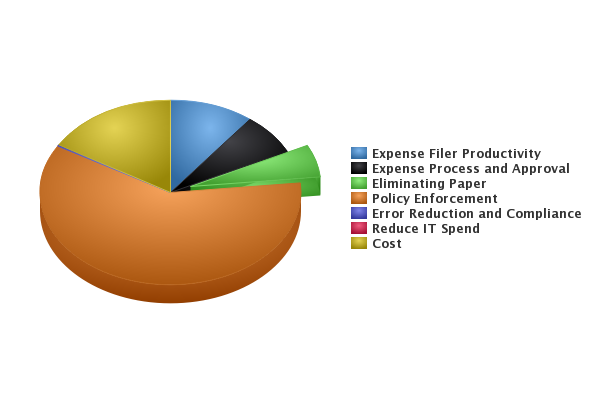 Expense Filer Productivity
Expense Process and Approval
Eliminating Paper
Policy Enforcement
Error Reduction and Compliance
Reduce IT Spend
Cost